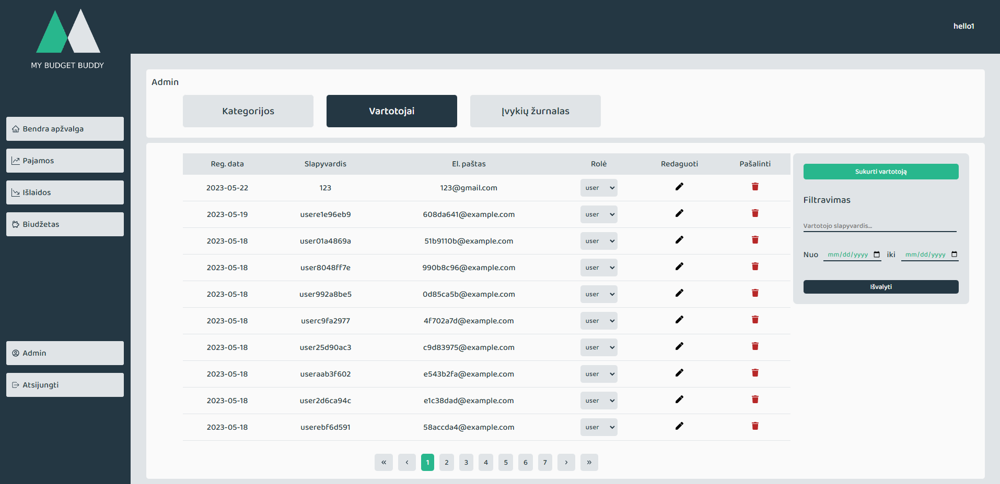 MY BUDGET BUDDY
hello1
Bendra apžvalga
Pajamos
Išlaidos
Biudžetas
Admin
Atsijungti
Admin
Kategorijos Vartotojai Įvykių žurnalas
Reg. data Slapyvardis El. paštas Rolė Redaguoti Pašalinti
2023-05-22 123 123@gmail.com user
2023-05-19 usere1e96eb9 608da641@example.com user
2023-05-18 user01a4869a 51b9110b@example.com user
2023-05-18 user8048ff7e 990b8c96@example.com user
2023-05-18 user992a8be5 0d85ca5b@example.com user
2023-05-18 userc9fa2977 4f702a7d@example.com user
2023-05-18 user25d90ac3 c9d83975@example.com user
2023-05-18 useraab3f602 e543b2fa@example.com user
2023-05-18 user2d6ca94c e1c38dad@example.com user
2023-05-18 userebf6d591 58accda4@example.com user
« ‹ 1 2 3 4 5 6 7 › »
Sukurti vartotoją
Filtravimas
Vartotojo slapyvardis...
Nuo mm/dd/yyyy iki mm/dd/yyyy
Išvalyti